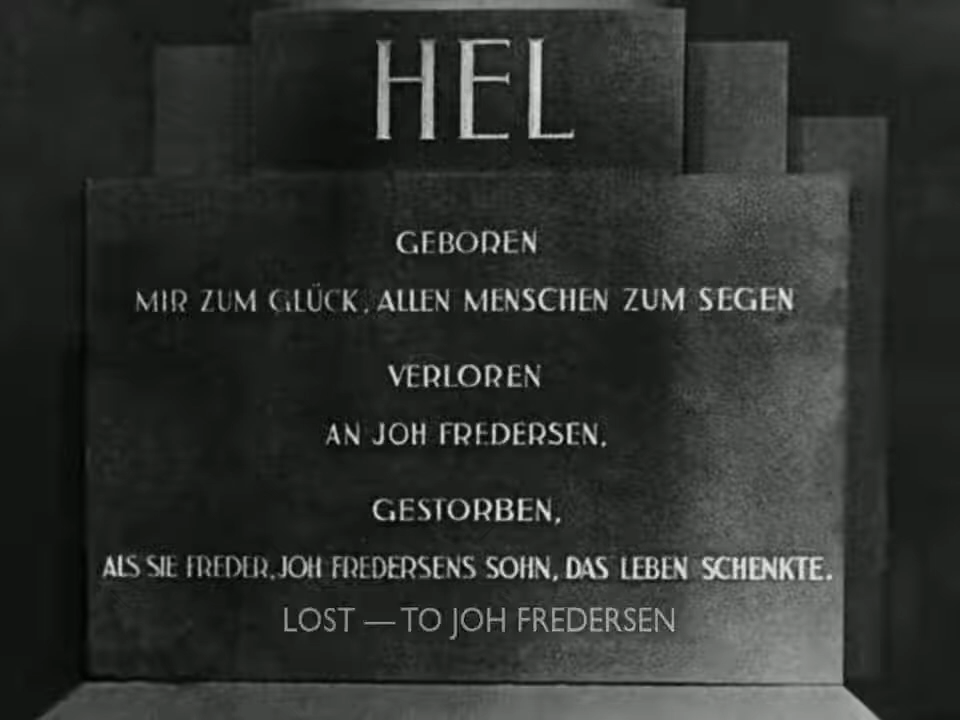 HEL
GEBOREN
MIR ZUM GLÜCK, ALLEN MENSCHEN ZUM SEGEN
VERLOREN
AN JOH FREDERSEN,
GESTORBEN,
ALS SIE FREDER, JOH FREDERSENS SOHN, DAS LEBEN SCHENKTE.
LOST — TO JOH FREDERSEN